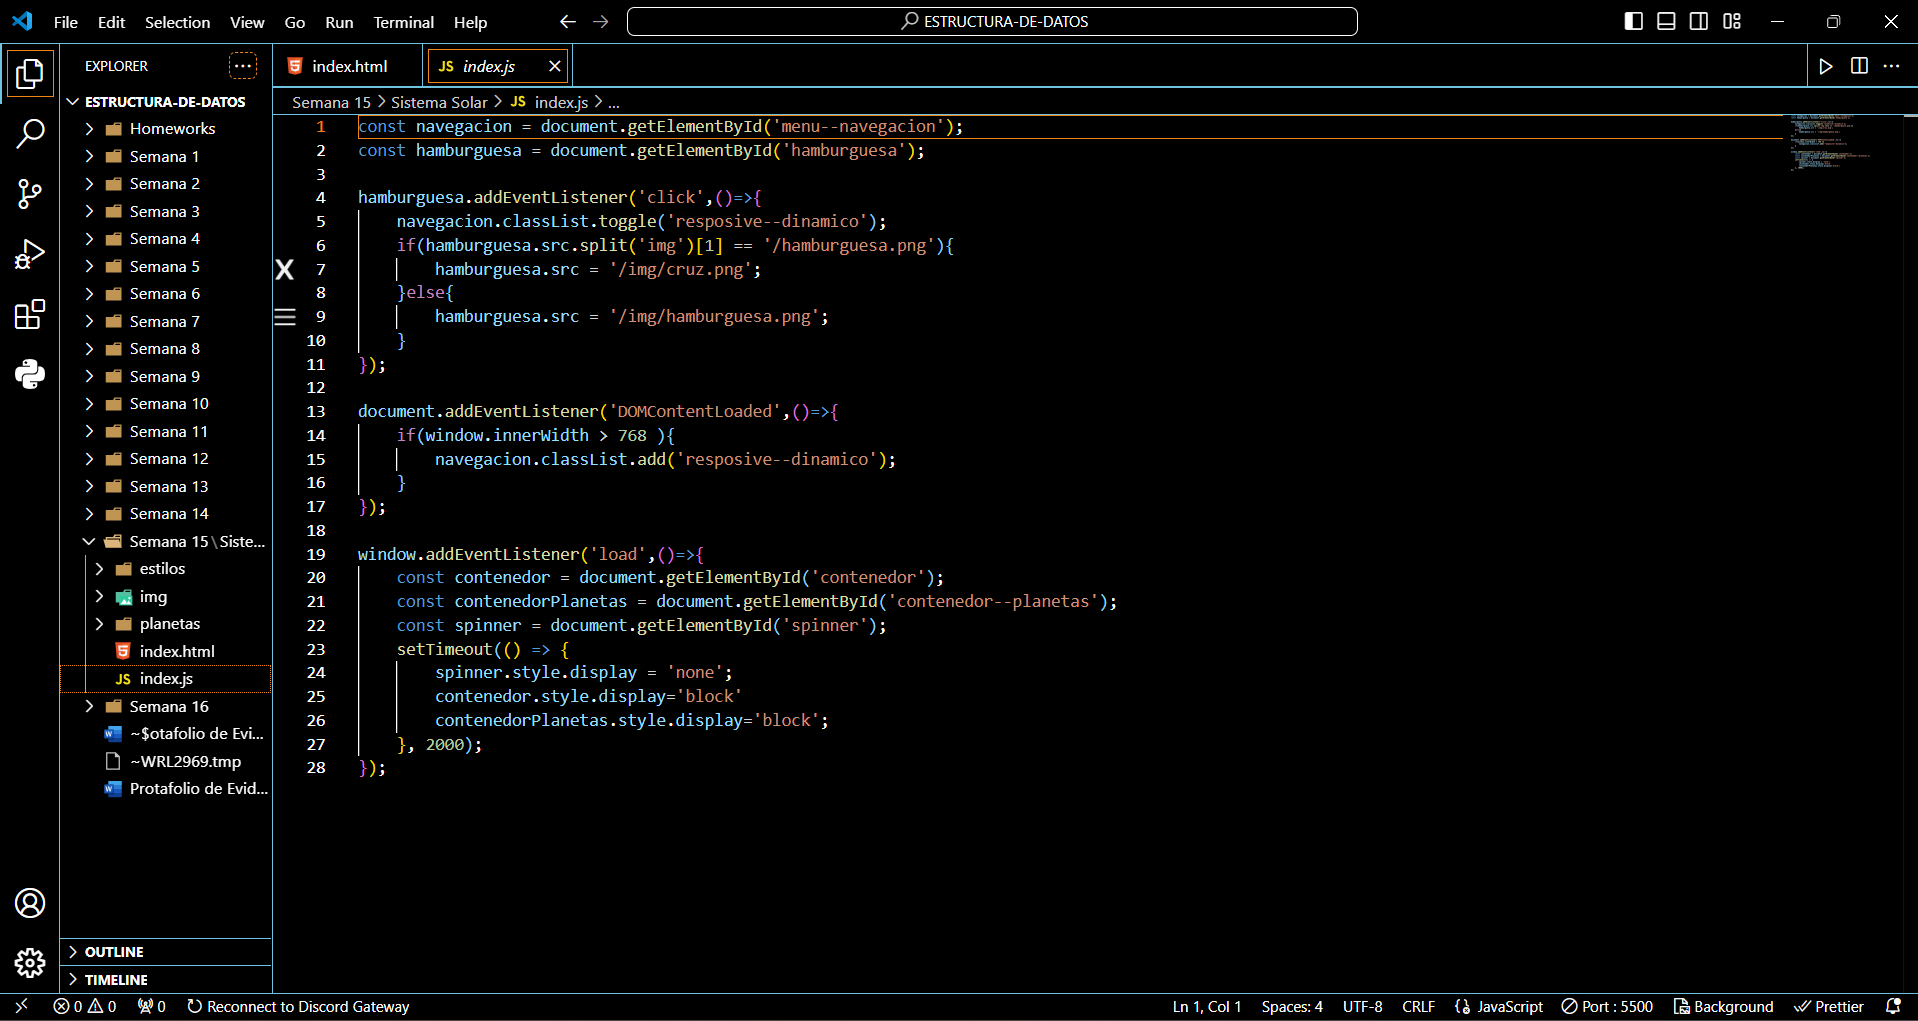 File Edit Selection View Go Run Terminal Help
ESTRUCTURA-DE-DATOS
EXPLORER
ESTRUCTURA-DE-DATOS
Homeworks
Semana 1
Semana 2
Semana 3
Semana 4
Semana 5
Semana 6
Semana 7
Semana 8
Semana 9
Semana 10
Semana 11
Semana 12
Semana 13
Semana 14
Semana 15\Siste...
estilos
img
planetas
index.html
JS index.js
Semana 16
~$otafolio de Evi...
~WRL2969.tmp
Protafolio de Evid...
OUTLINE
TIMELINE
index.html
JS index.js
Semana 15 > Sistema Solar > JS index.js > ...
1 const navegacion = document.getElementById('menu--navegacion');
2 const hamburguesa = document.getElementById('hamburguesa');
3
4 hamburguesa.addEventListener('click',()=>{
5     navegacion.classList.toggle('resposive--dinamico');
6     if(hamburguesa.src.split('img')[1] == '/hamburguesa.png'){
7         hamburguesa.src = '/img/cruz.png';
8     }else{
9         hamburguesa.src = '/img/hamburguesa.png';
10     }
11 });
12
13 document.addEventListener('DOMContentLoaded',()=>{
14     if(window.innerWidth > 768 ){
15         navegacion.classList.add('resposive--dinamico');
16     }
17 });
18
19 window.addEventListener('load',()=>{
20     const contenedor = document.getElementById('contenedor');
21     const contenedorPlanetas = document.getElementById('contenedor--planetas');
22     const spinner = document.getElementById('spinner');
23     setTimeout(() => {
24         spinner.style.display = 'none';
25         contenedor.style.display='block'
26         contenedorPlanetas.style.display='block';
27     }, 2000);
28 });
0 0 0 Reconnect to Discord Gateway Ln 1, Col 1 Spaces: 4 UTF-8 CRLF {} JavaScript Port : 5500 Background Prettier